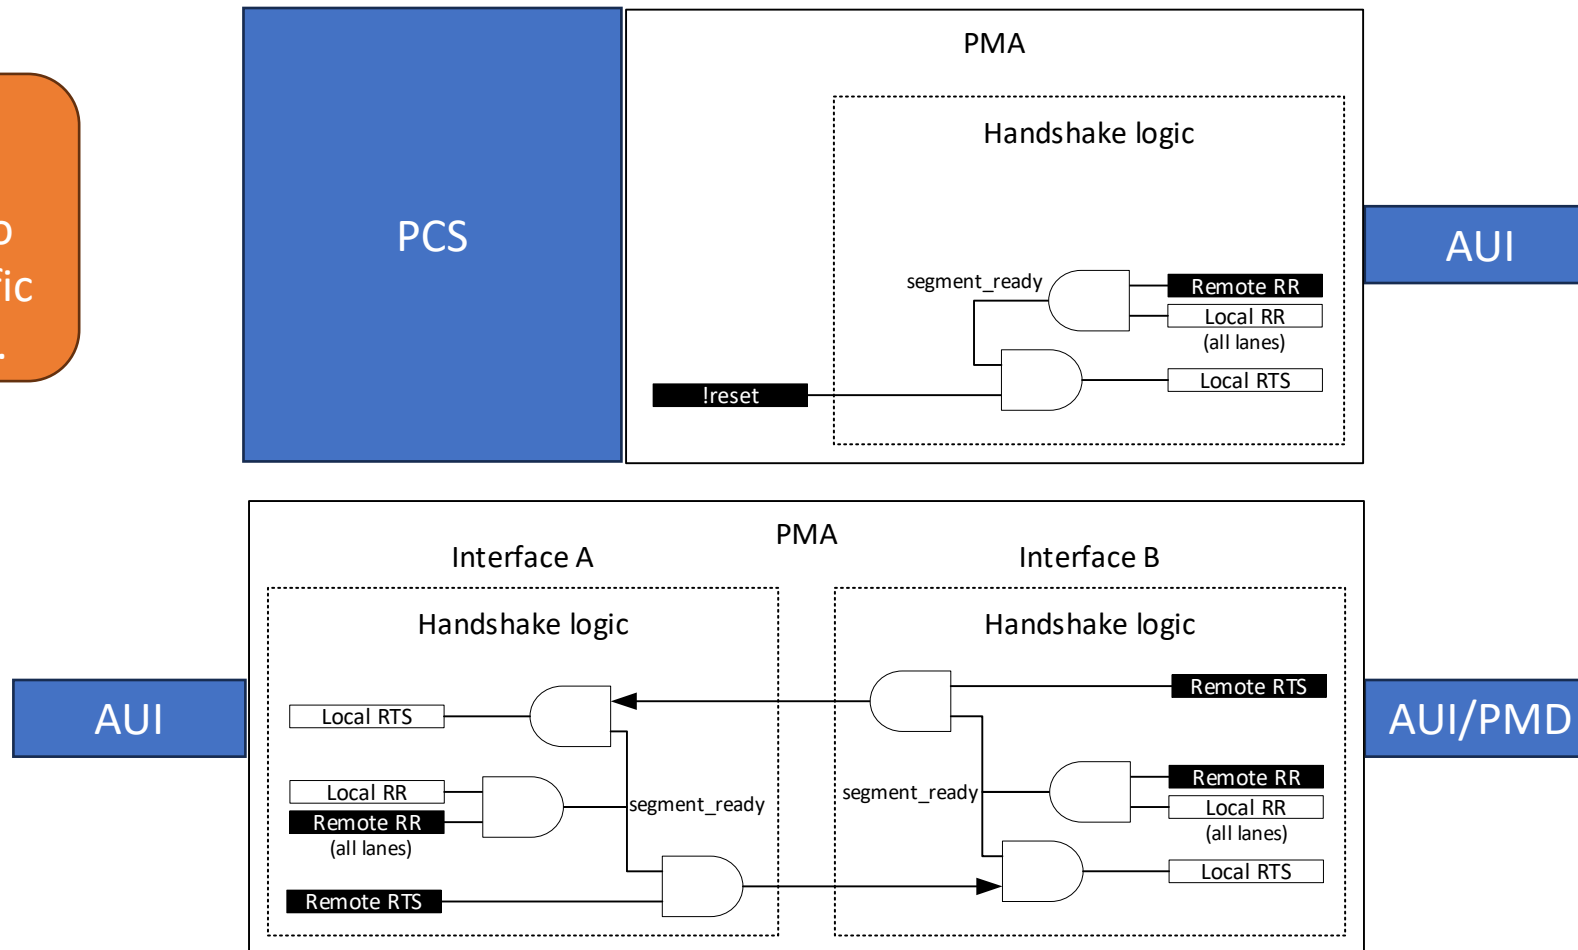 PMA
Handshake logic
PCS
AUI
segment_ready
Remote RR
Local RR
(all lanes)
Local RTS
!reset
PMA
Interface A
Interface B
Handshake logic
Handshake logic
AUI
AUI/PMD
Local RTS
Local RR
Remote RR
(all lanes)
segment_ready
Remote RTS
Remote RTS
segment_ready
Remote RR
Local RR
(all lanes)
Local RTS